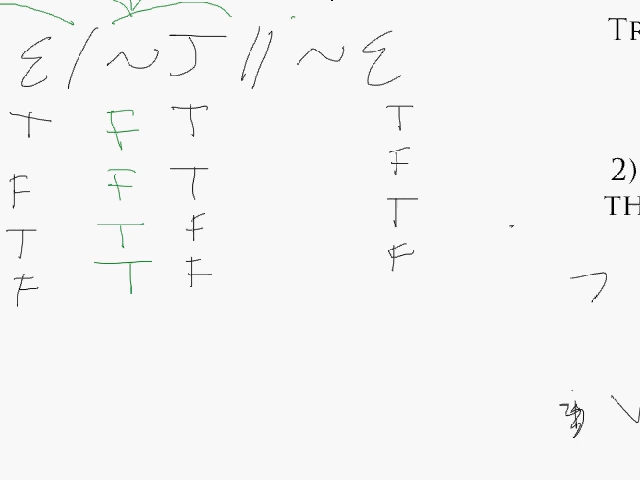 TR
E / ~ J // ~ E
T F T T
F F T F
2)
TH
T T F T
F T F F